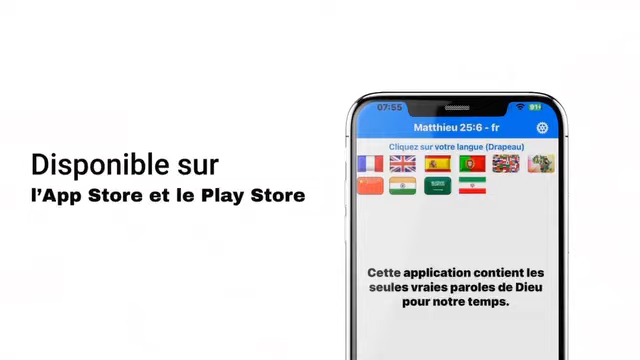 Disponible sur
l'App Store et le Play Store
07:55
91
Matthieu 25:6 - fr
Cliquez sur votre langue (Drapeau)
Cette application contient les
seules vraies paroles de Dieu
pour notre temps.